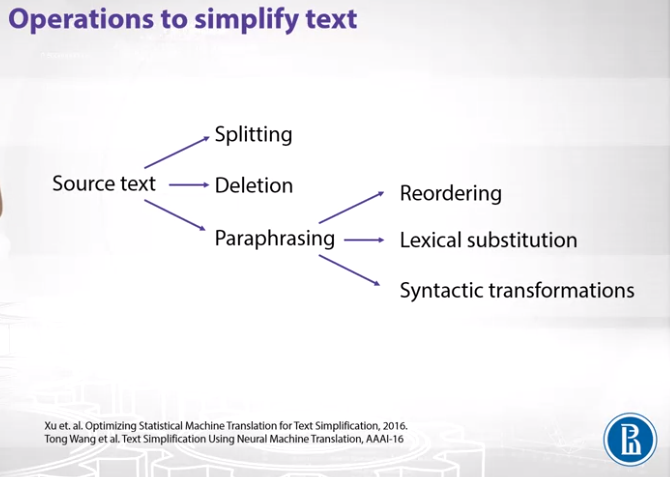 Operations to simplify text
Splitting
Source text
Deletion
Paraphrasing
Reordering
Lexical substitution
Syntactic transformations
Xu et. al. Optimizing Statistical Machine Translation for Text Simplification, 2016.
Tong Wang et al. Text Simplification Using Neural Machine Translation, AAAI-16